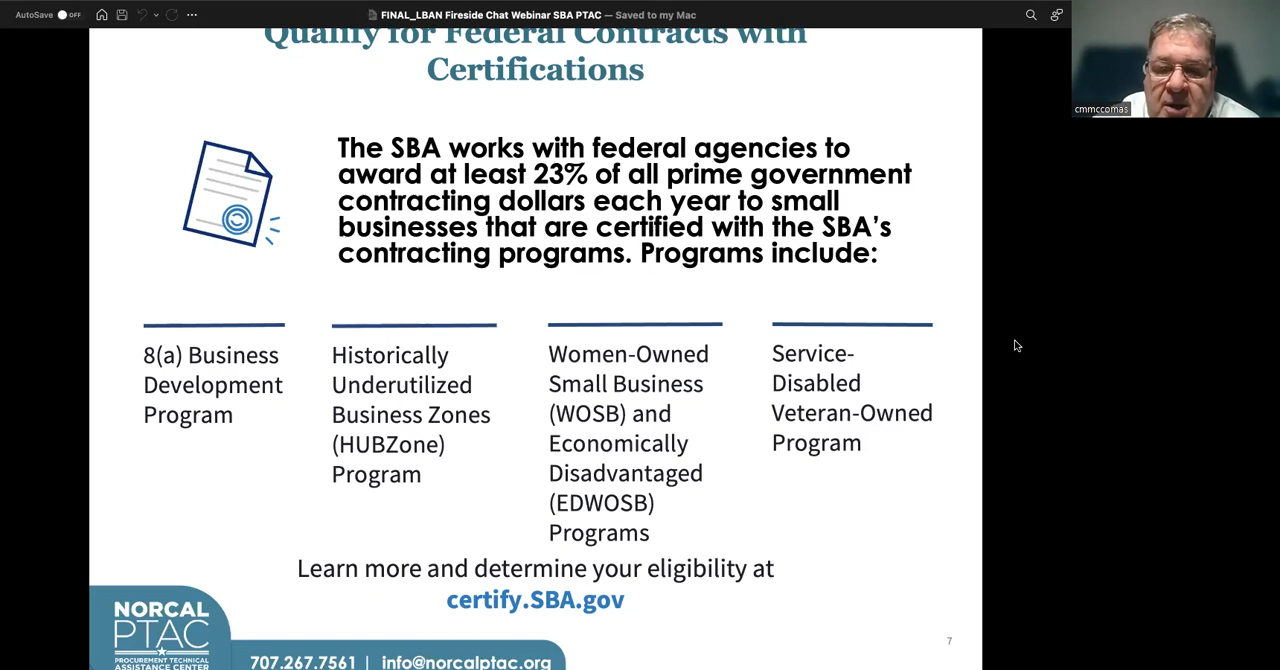 AutoSave OFF
FINAL_LBAN Fireside Chat Webinar SBA PTAC — Saved to my Mac
cmmccomas
Qualify for Federal Contracts with
Certifications
The SBA works with federal agencies to
award at least 23% of all prime government
contracting dollars each year to small
businesses that are certified with the SBA’s
contracting programs. Programs include:
8(a) Business
Development
Program
Historically
Underutilized
Business Zones
(HUBZone)
Program
Women-Owned
Small Business
(WOSB) and
Economically
Disadvantaged
(EDWOSB)
Programs
Service-
Disabled
Veteran-Owned
Program
Learn more and determine your eligibility at
certify.SBA.gov
NORCAL
PTAC
PROCUREMENT TECHNICAL
ASSISTANCE CENTER
707.267.7561 | info@norcalptac.org
7